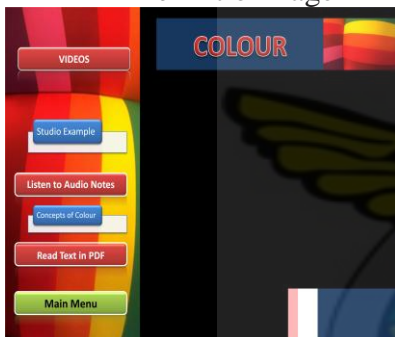 VIDEOS
COLOUR
Studio Example
Listen to Audio Notes
Concepts of Colour
Read Text in PDF
Main Menu